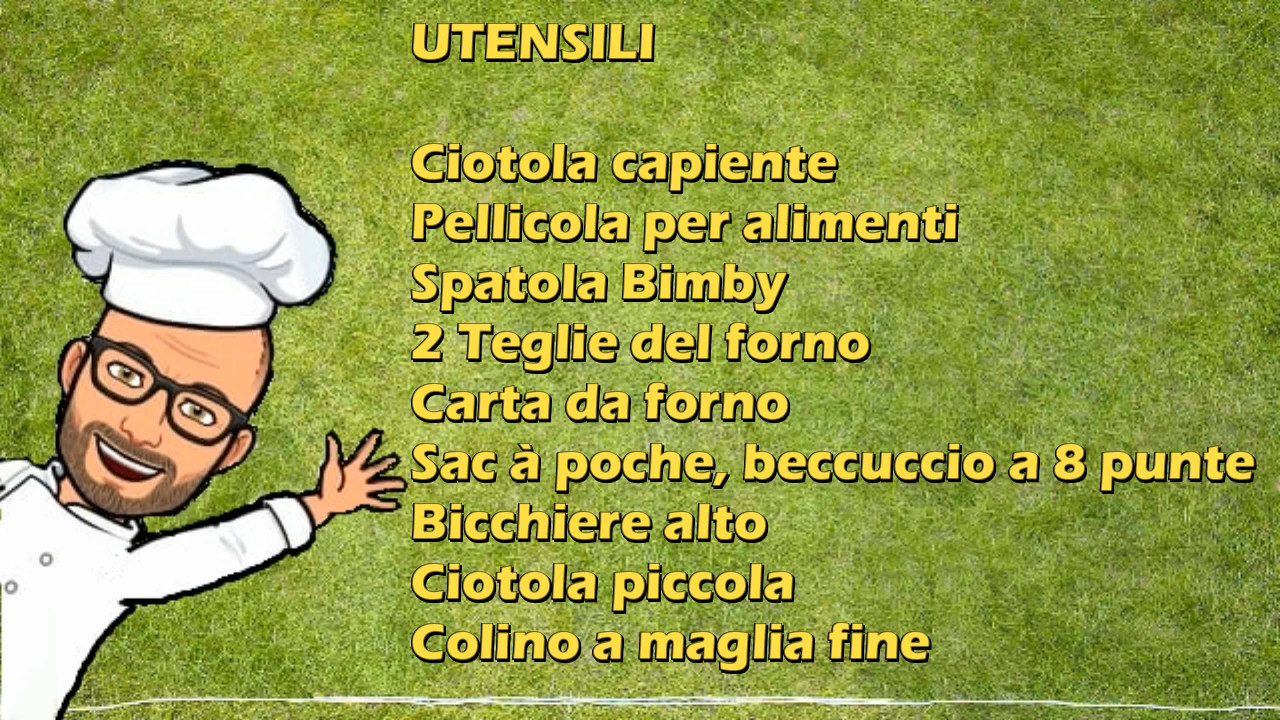 UTENSILI
Ciotola capiente
Pellicola per alimenti
Spatola Bimby
2 Teglie del forno
Carta da forno
Sac à poche, beccuccio a 8 punte
Bicchiere alto
Ciotola piccola
Colino a maglia fine